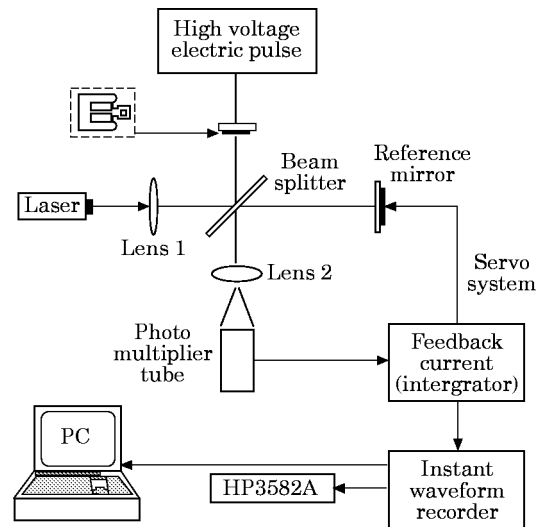 High voltage
electric pulse
Beam
splitter
Reference
mirror
Laser
Lens 1
Lens 2
Servo
system
Photo
multiplier
tube
Feedback
current
(intergrator)
PC
HP3582A
Instant
waveform
recorder